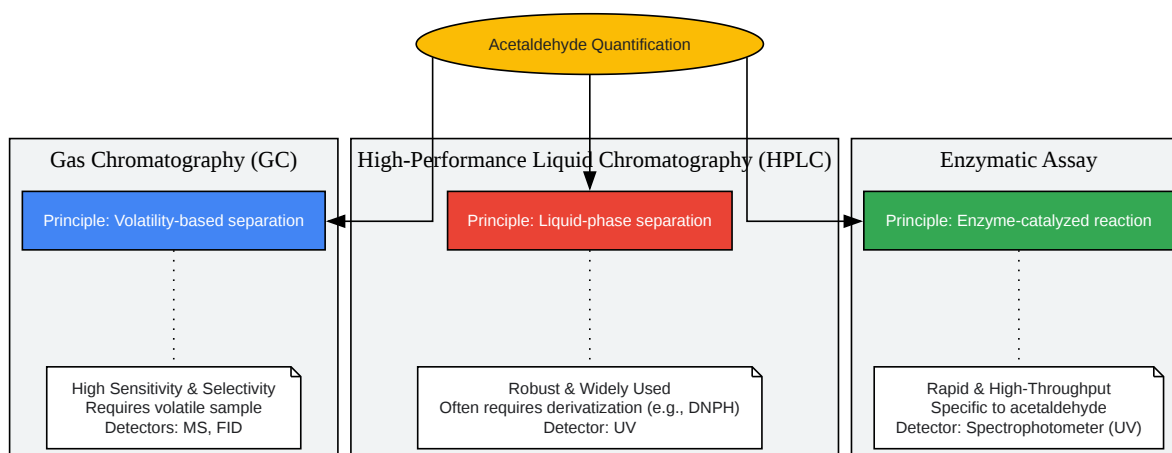 Acetaldehyde Quantification
Gas Chromatography (GC)
Principle: Volatility-based separation
High Sensitivity & Selectivity
Requires volatile sample
Detectors: MS, FID
High-Performance Liquid Chromatography (HPLC)
Principle: Liquid-phase separation
Robust & Widely Used
Often requires derivatization (e.g., DNPH)
Detector: UV
Enzymatic Assay
Principle: Enzyme-catalyzed reaction
Rapid & High-Throughput
Specific to acetaldehyde
Detector: Spectrophotometer (UV)